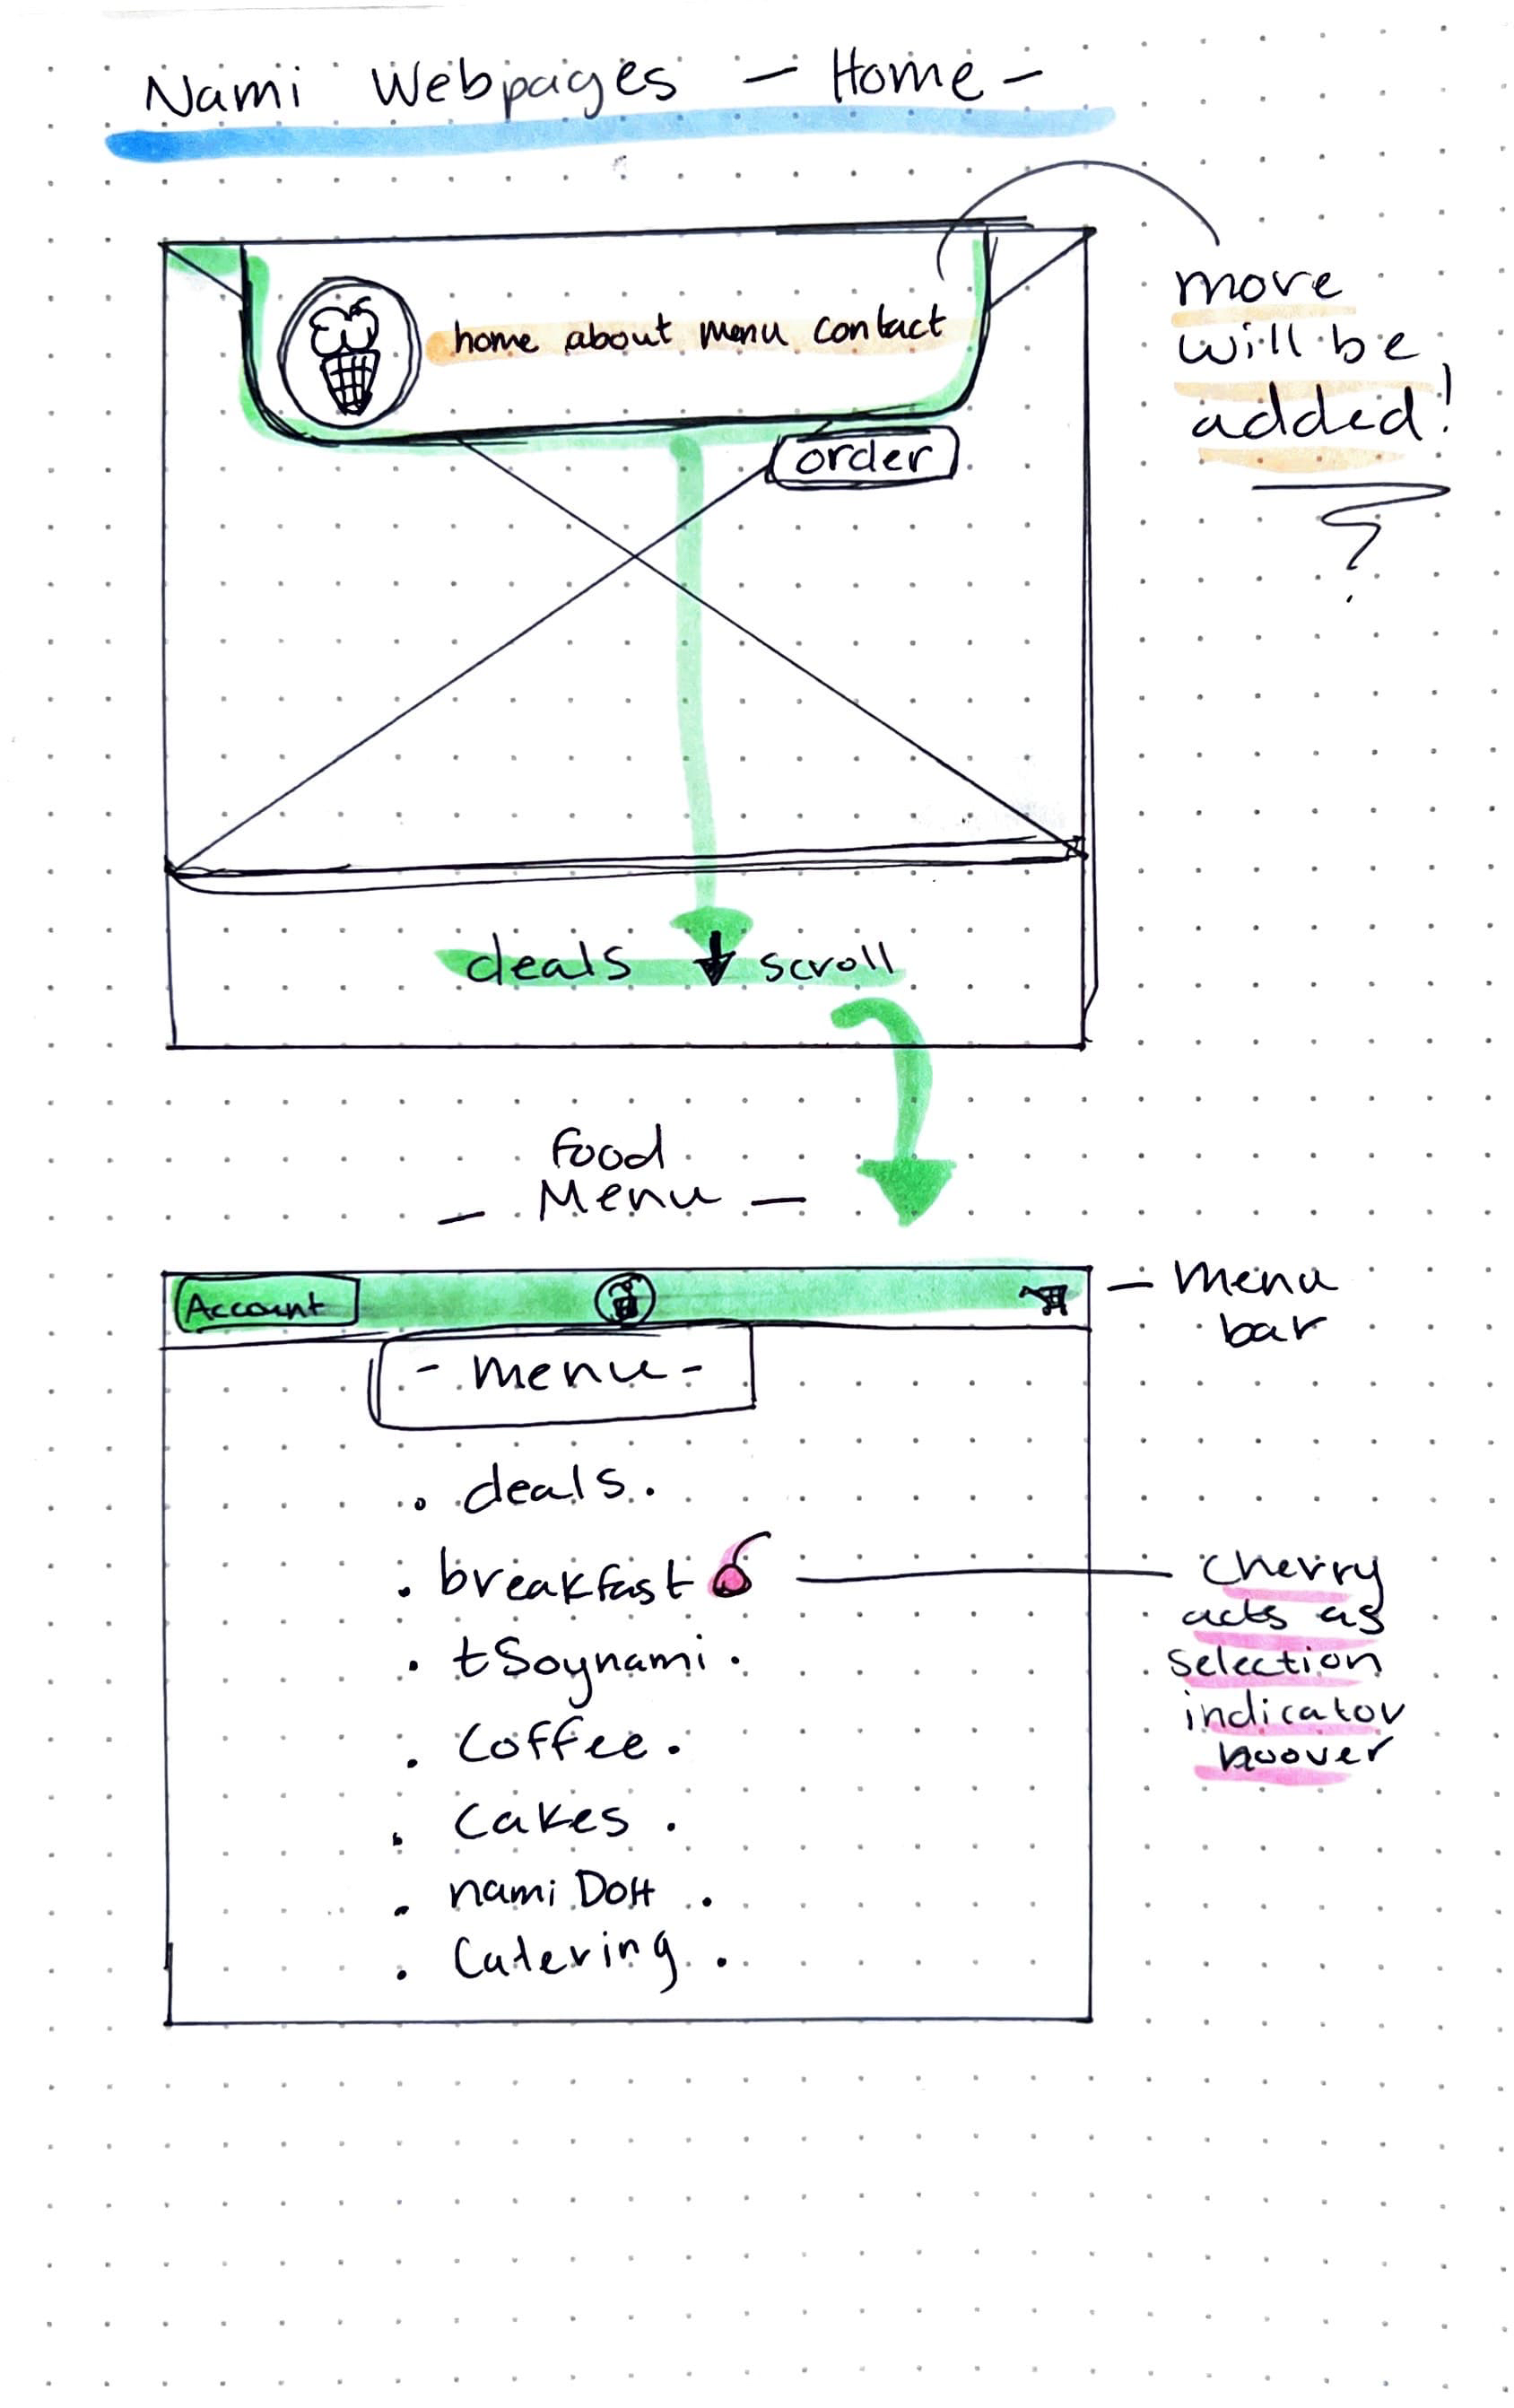 Nami Webpages - Home -
home about menu contact
more
will be
added!
order
deals scroll
Food
- Menu -
Account
- menu
bar
- menu -
. deals .
. breakfast
cherry
acts as
selection
indicator
hoover
. tSoynami .
. Coffee .
. Cakes .
. nami DOH .
. Catering .